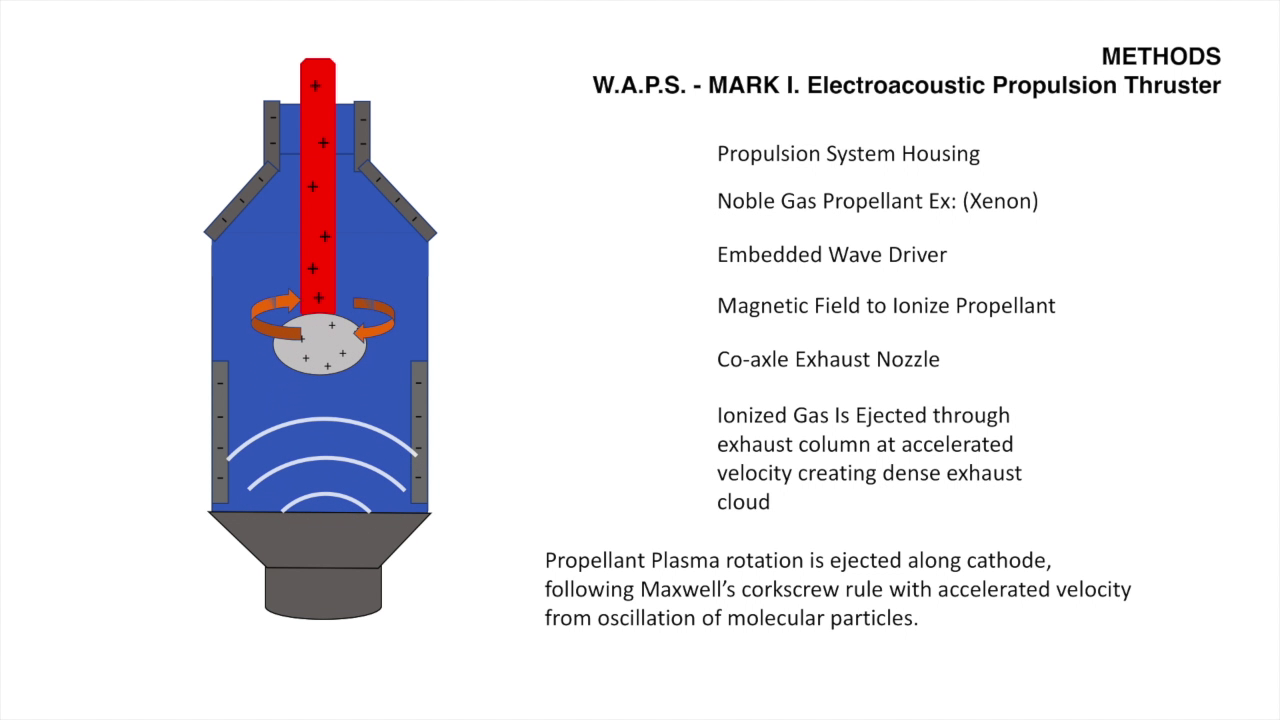 METHODS
W.A.P.S. - MARK I. Electroacoustic Propulsion Thruster
Propulsion System Housing
Noble Gas Propellant Ex: (Xenon)
Embedded Wave Driver
Magnetic Field to Ionize Propellant
Co-axle Exhaust Nozzle
Ionized Gas Is Ejected through
exhaust column at accelerated
velocity creating dense exhaust
cloud
Propellant Plasma rotation is ejected along cathode,
following Maxwell’s corkscrew rule with accelerated velocity
from oscillation of molecular particles.